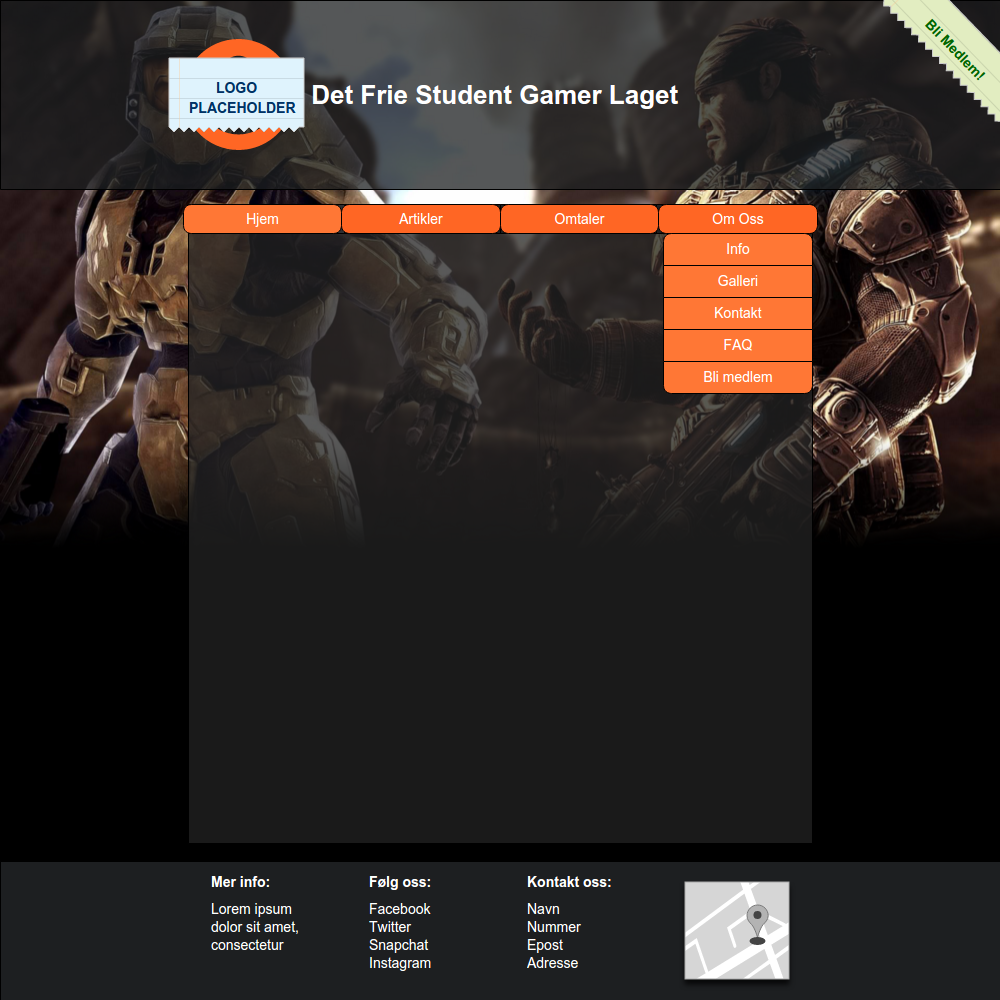 Bli Medlem!
LOGO
PLACEHOLDER
Det Frie Student Gamer Laget
Hjem
Artikler
Omtaler
Om Oss
Info
Galleri
Kontakt
FAQ
Bli medlem
Mer info:
Lorem ipsum
dolor sit amet,
consectetur
Følg oss:
Facebook
Twitter
Snapchat
Instagram
Kontakt oss:
Navn
Nummer
Epost
Adresse